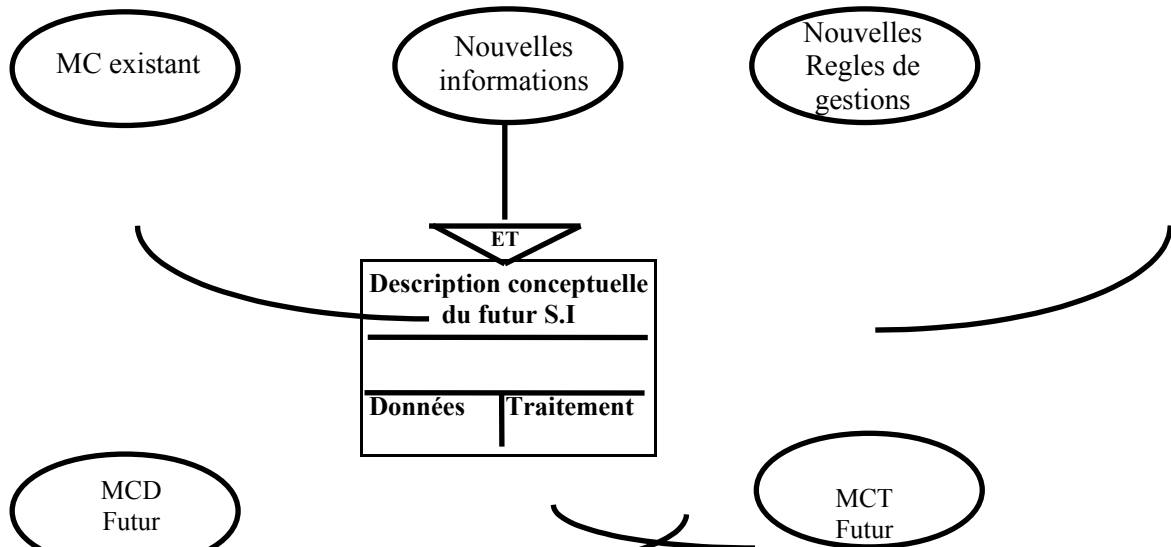 MC existant
Nouvelles
informations
Nouvelles
Regles de
gestions
ET
Description conceptuelle
du futur S.I
Données
Traitement
MCD
Futur
MCT
Futur